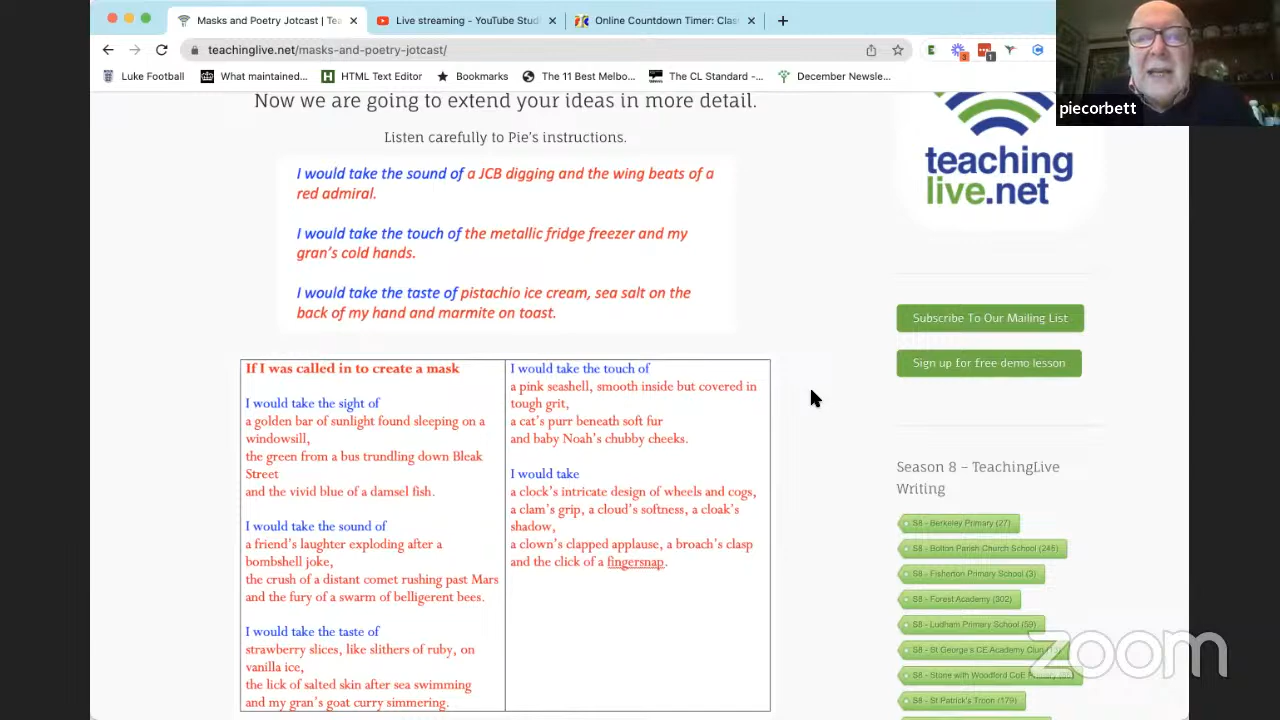 Masks and Poetry Jotcast | Tea
Live streaming - YouTube Stud
Online Countdown Timer: Clas
teachinglive.net/masks-and-poetry-jotcast/
Luke Football
What maintained...
HTML Text Editor
Bookmarks
The 11 Best Melbo...
The CL Standard -...
December Newsle...
piecorbett
Now we are going to extend your ideas in more detail.
Listen carefully to Pie's instructions.
I would take the sound of a JCB digging and the wing beats of a
red admiral.
I would take the touch of the metallic fridge freezer and my
gran's cold hands.
I would take the taste of pistachio ice cream, sea salt on the
back of my hand and marmite on toast.
If I was called in to create a mask
I would take the sight of
a golden bar of sunlight found sleeping on a
windowsill,
the green from a bus trundling down Bleak
Street
and the vivid blue of a damsel fish.
I would take the sound of
a friend's laughter exploding after a
bombshell joke,
the crush of a distant comet rushing past Mars
and the fury of a swarm of belligerent bees.
I would take the taste of
strawberry slices, like slithers of ruby, on
vanilla ice,
the lick of salted skin after sea swimming
and my gran's goat curry simmering.
I would take the touch of
a pink seashell, smooth inside but covered in
tough grit,
a cat's purr beneath soft fur
and baby Noah's chubby cheeks.
I would take
a clock's intricate design of wheels and cogs,
a clam's grip, a cloud's softness, a cloak's
shadow,
a clown's clapped applause, a broach's clasp
and the click of a fingersnap.
teaching
live.net
Subscribe To Our Mailing List
Sign up for free demo lesson
Season 8 – TeachingLive
Writing
S8 - Berkeley Primary (27)
S8 - Bolton Parish Church School (245)
S8 - Fisherton Primary School (3)
S8 - Forest Academy (302)
S8 - Ludham Primary School (59)
S8 - St George's CE Academy Clun
S8 - Stone with Woodford CoE Primary
S8 - St Patrick's Troon (179)
zoom